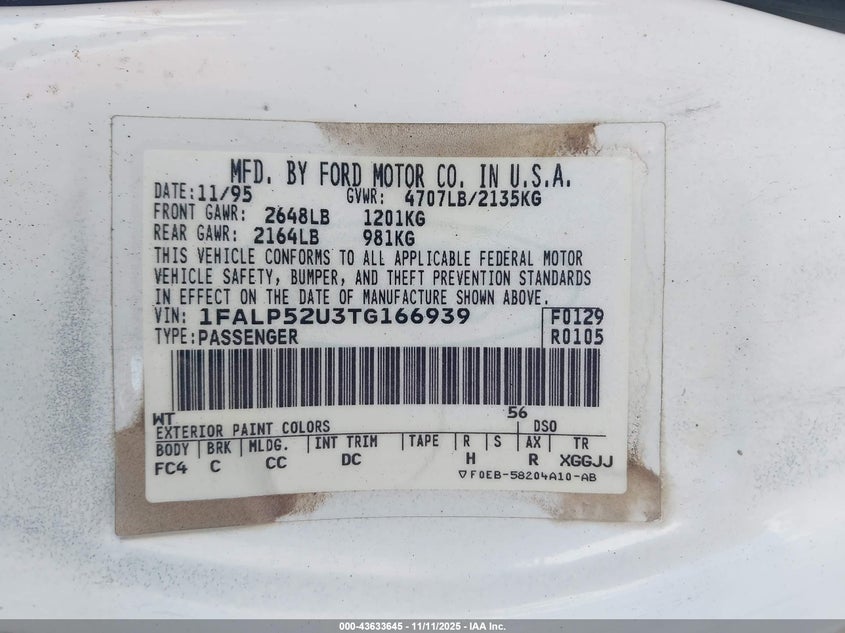 MFD. BY FORD MOTOR CO. IN U.S.A.
DATE: 11/95 GVWR: 4707LB/2135KG
FRONT GAWR: 2648LB 1201KG
REAR GAWR: 2164LB 981KG
THIS VEHICLE CONFORMS TO ALL APPLICABLE FEDERAL MOTOR
VEHICLE SAFETY, BUMPER, AND THEFT PREVENTION STANDARDS
IN EFFECT ON THE DATE OF MANUFACTURE SHOWN ABOVE.
VIN: 1FALP52U3TG166939 F0129
TYPE: PASSENGER R0105
WT 56
EXTERIOR PAINT COLORS DSO
BODY BRK MLDG. INT TRIM TAPE R S AX TR
FC4 C CC DC H R XGGJJ
▽F0EB-58204A10-AB
000-43633645 - 11/11/2025 - IAA Inc.